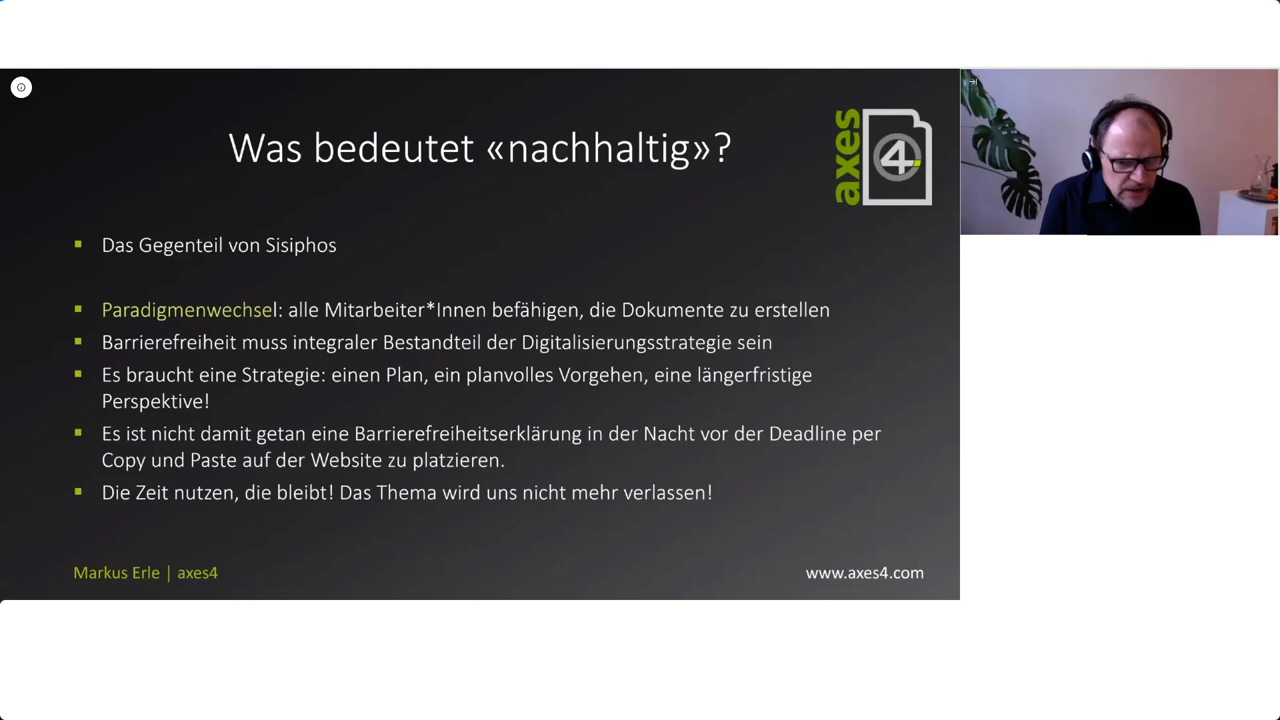 Was bedeutet «nachhaltig»?
axes
4
Das Gegenteil von Sisiphos
Paradigmenwechsel: alle Mitarbeiter*Innen befähigen, die Dokumente zu erstellen
Barrierefreiheit muss integraler Bestandteil der Digitalisierungsstrategie sein
Es braucht eine Strategie: einen Plan, ein planvolles Vorgehen, eine längerfristige
Perspektive!
Es ist nicht damit getan eine Barrierefreiheitserklärung in der Nacht vor der Deadline per
Copy und Paste auf der Website zu platzieren.
Die Zeit nutzen, die bleibt! Das Thema wird uns nicht mehr verlassen!
Markus Erle | axes4
www.axes4.com